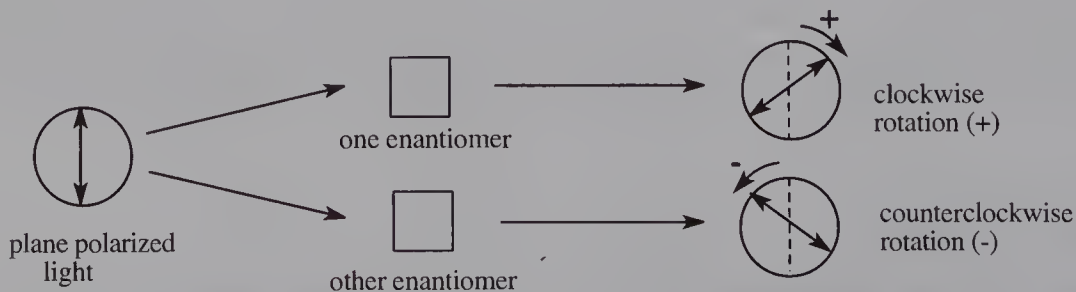 plane polarized
light
one enantiomer
other enantiomer
+
clockwise
rotation (+)
-
counterclockwise
rotation (-)